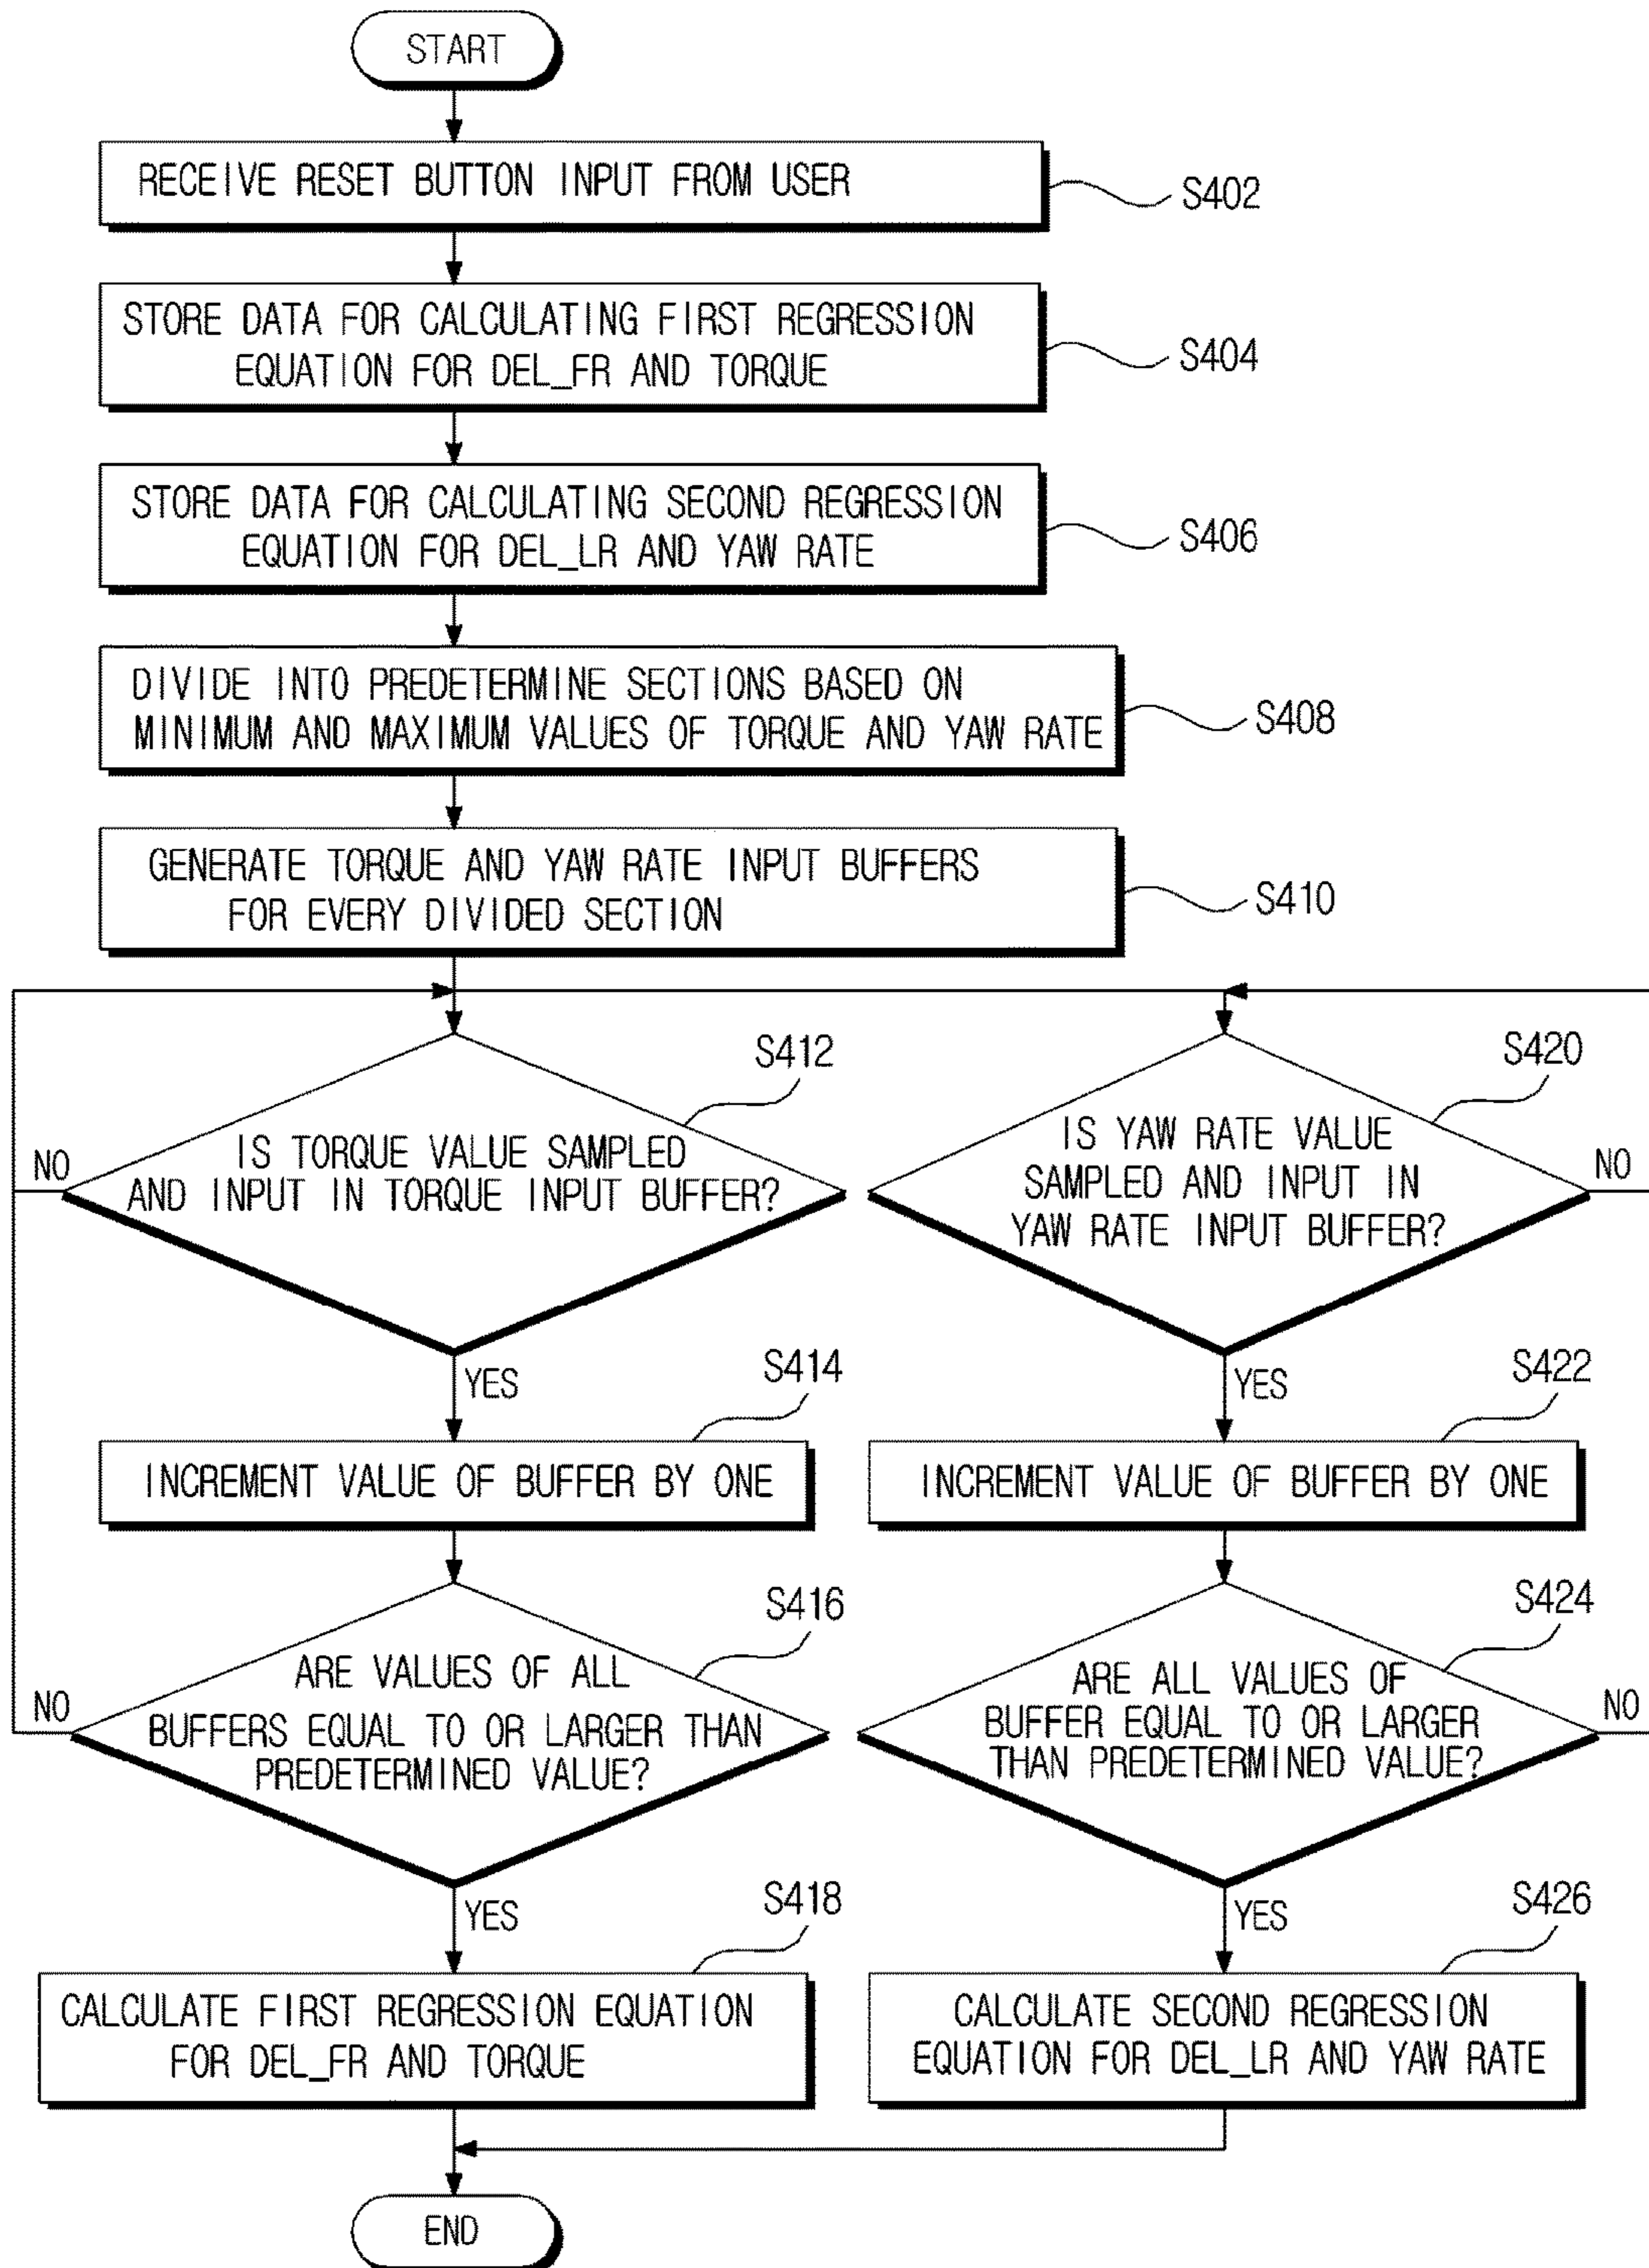 START
RECEIVE RESET BUTTON INPUT FROM USER
S402
STORE DATA FOR CALCULATING FIRST REGRESSION
EQUATION FOR DEL_FR AND TORQUE
S404
STORE DATA FOR CALCULATING SECOND REGRESSION
EQUATION FOR DEL_LR AND YAW RATE
S406
DIVIDE INTO PREDETERMINE SECTIONS BASED ON
MINIMUM AND MAXIMUM VALUES OF TORQUE AND YAW RATE
S408
GENERATE TORQUE AND YAW RATE INPUT BUFFERS
FOR EVERY DIVIDED SECTION
S410
S412
NO
IS TORQUE VALUE SAMPLED
AND INPUT IN TORQUE INPUT BUFFER?
YES
S414
INCREMENT VALUE OF BUFFER BY ONE
S416
NO
ARE VALUES OF ALL
BUFFERS EQUAL TO OR LARGER THAN
PREDETERMINED VALUE?
YES
S418
CALCULATE FIRST REGRESSION EQUATION
FOR DEL_FR AND TORQUE
S420
IS YAW RATE VALUE
SAMPLED AND INPUT IN
YAW RATE INPUT BUFFER?
NO
YES
S422
INCREMENT VALUE OF BUFFER BY ONE
S424
ARE ALL VALUES OF
BUFFER EQUAL TO OR LARGER
THAN PREDETERMINED VALUE?
NO
YES
S426
CALCULATE SECOND REGRESSION
EQUATION FOR DEL_LR AND YAW RATE
END